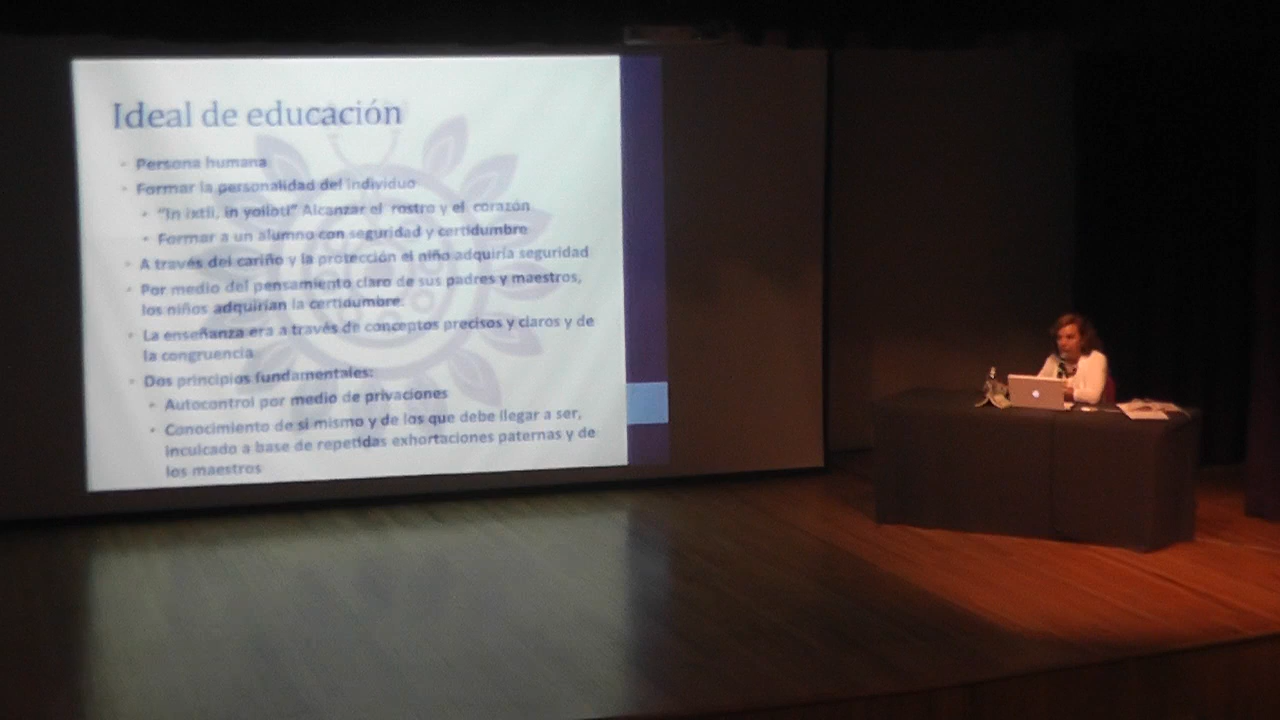 Ideal de educación
• Persona humana
• Formar la personalidad del individuo
• "In ixtli, in yollotl" Alcanzar el rostro y el corazón
• Formar a un alumno con seguridad y certidumbre
• A través del cariño y la protección el niño adquiría seguridad
• Por medio del pensamiento claro de sus padres y maestros,
los niños adquirían la certidumbre.
• La enseñanza era a través de conceptos precisos y claros y de
la congruencia
• Dos principios fundamentales:
• Autocontrol por medio de privaciones
• Conocimiento de si mismo y de los que debe llegar a ser,
inculcado a base de repetidas exhortaciones paternas y de
los maestros